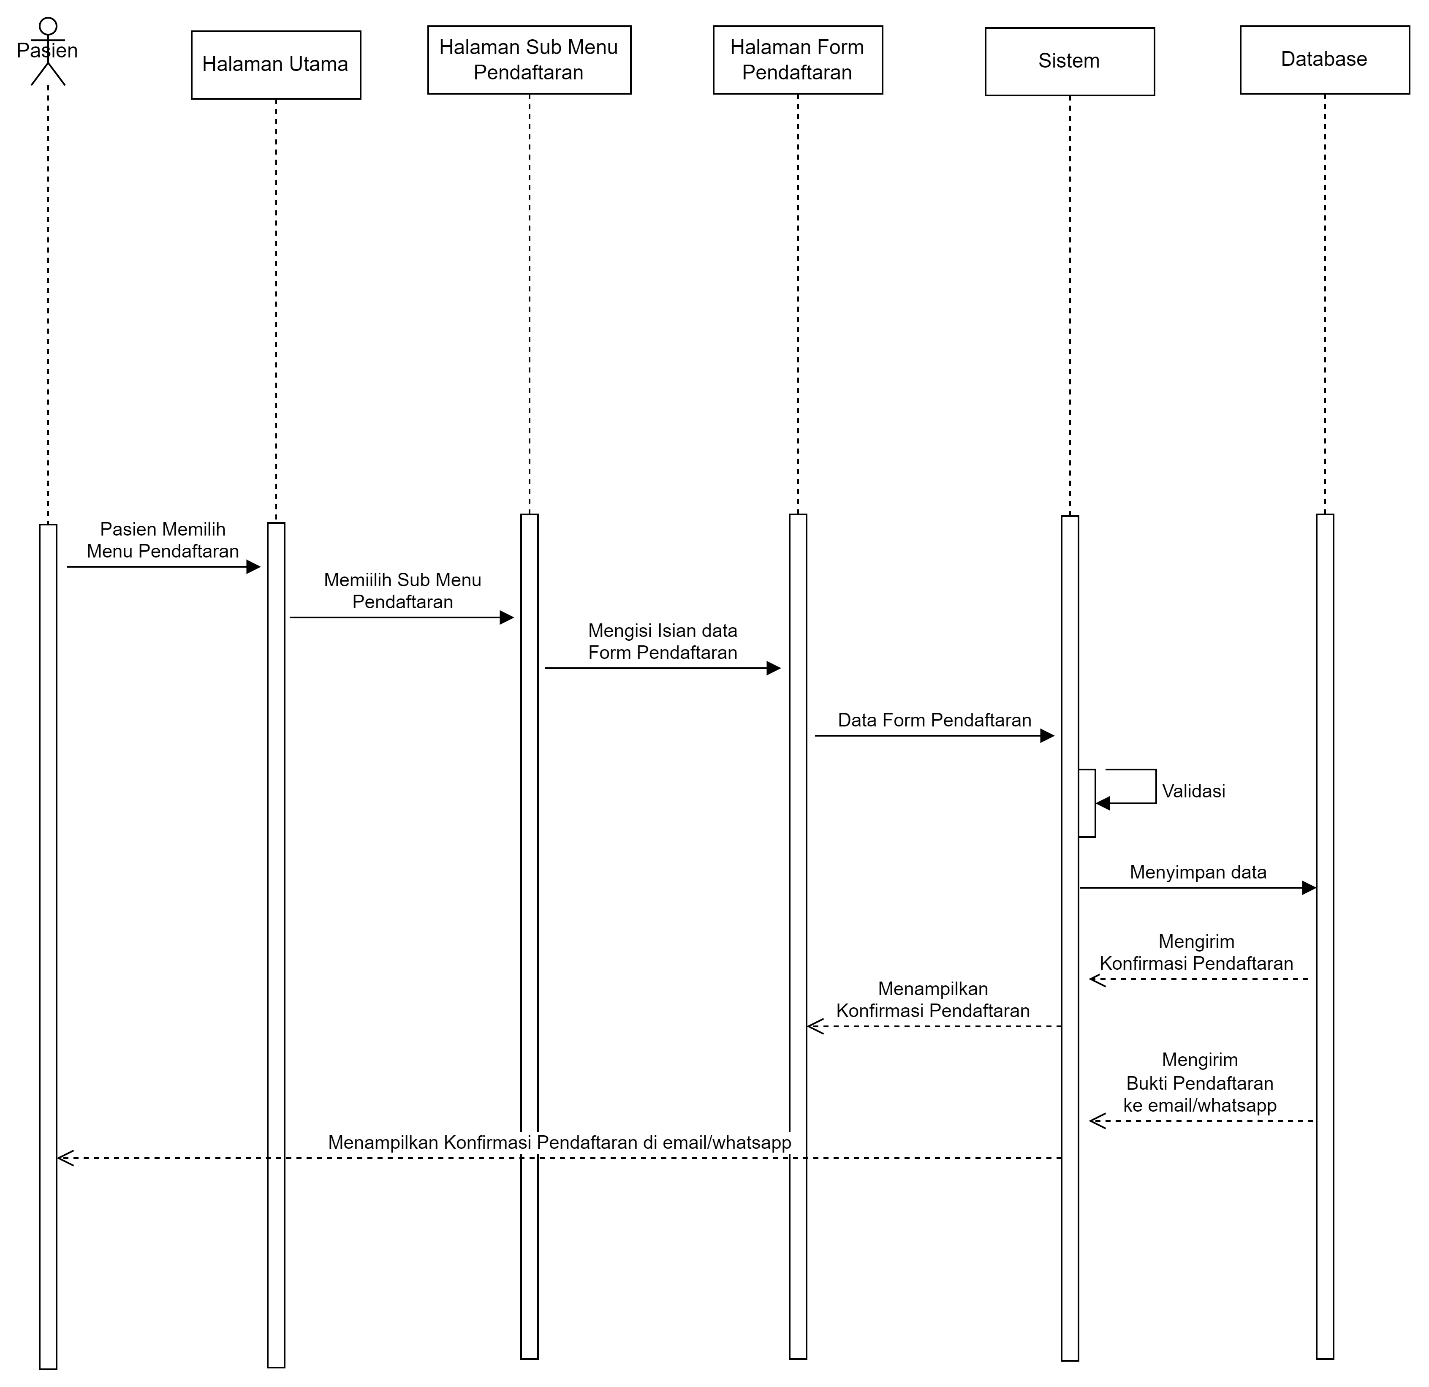 Pasien
Halaman Utama
Halaman Sub Menu
Pendaftaran
Halaman Form
Pendaftaran
Sistem
Database
Pasien Memilih
Menu Pendaftaran
Memiilih Sub Menu
Pendaftaran
Mengisi Isian data
Form Pendaftaran
Data Form Pendaftaran
Validasi
Menyimpan data
Mengirim
Konfirmasi Pendaftaran
Menampilkan
Konfirmasi Pendaftaran
Mengirim
Bukti Pendaftaran
ke email/whatsapp
Menampilkan Konfirmasi Pendaftaran di email/whatsapp